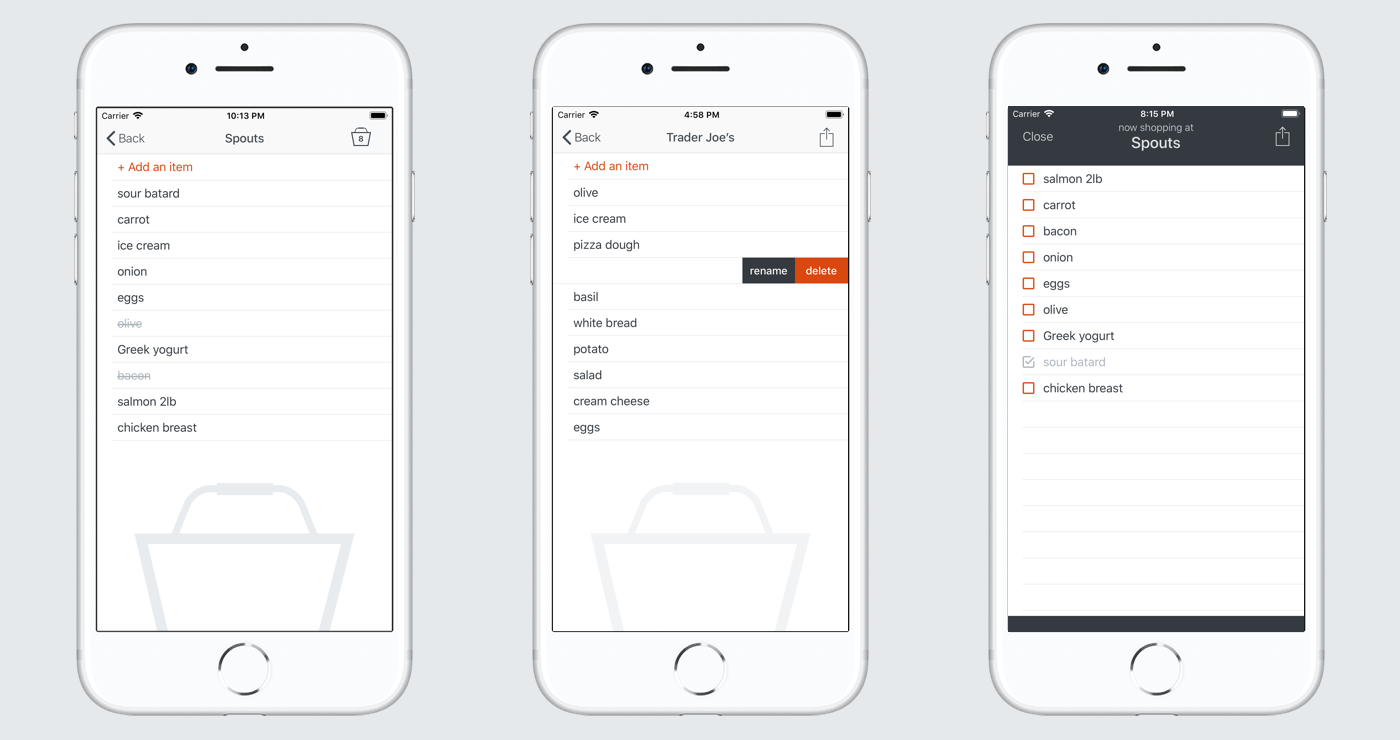 Carrier 10:13 PM
Back Spouts 8
+ Add an item
sour batard
carrot
ice cream
onion
eggs
olive
Greek yogurt
bacon
salmon 2lb
chicken breast
Carrier 4:58 PM
Back Trader Joe's
+ Add an item
olive
ice cream
pizza dough
rename delete
basil
white bread
potato
salad
cream cheese
eggs
Carrier 8:15 PM
now shopping at
Close Spouts
salmon 2lb
carrot
bacon
onion
eggs
olive
Greek yogurt
sour batard
chicken breast